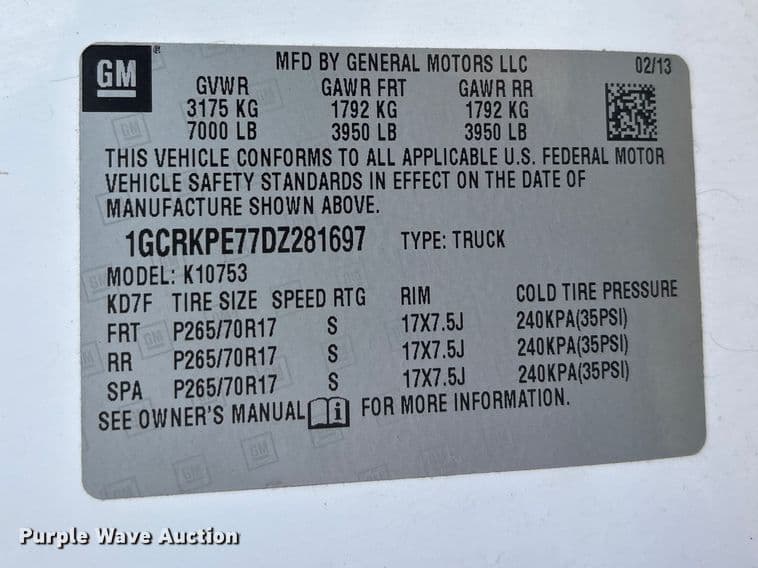 GM
MFD BY GENERAL MOTORS LLC 02/13
GVWR GAWR FRT GAWR RR
3175 KG 1792 KG 1792 KG
7000 LB 3950 LB 3950 LB
THIS VEHICLE CONFORMS TO ALL APPLICABLE U.S. FEDERAL MOTOR
VEHICLE SAFETY STANDARDS IN EFFECT ON THE DATE OF
MANUFACTURE SHOWN ABOVE.
1GCRKPE77DZ281697 TYPE: TRUCK
MODEL: K10753
KD7F TIRE SIZE SPEED RTG RIM COLD TIRE PRESSURE
FRT P265/70R17 S 17X7.5J 240KPA(35PSI)
RR P265/70R17 S 17X7.5J 240KPA(35PSI)
SPA P265/70R17 S 17X7.5J 240KPA(35PSI)
SEE OWNER'S MANUAL i FOR MORE INFORMATION.
Purple Wave Auction